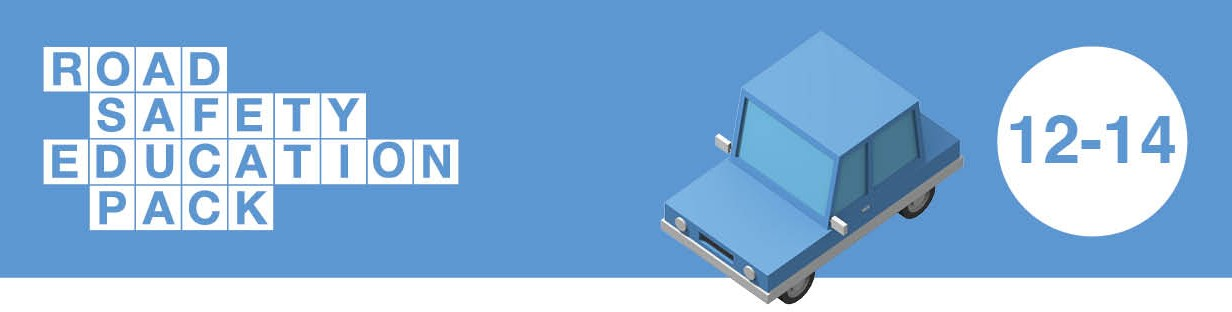 ROAD
SAFETY
EDUCATION
PACK
12-14